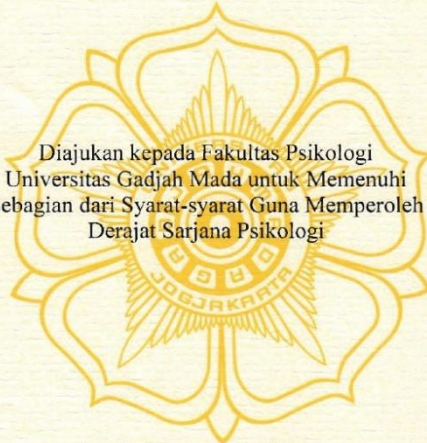 Diajukan kepada Fakultas Psikologi
Universitas Gadjah Mada untuk Memenuhi
ebagian dari Syarat-syarat Guna Memperoleh
Derajat Sarjana Psikologi
JOGJAKARTA